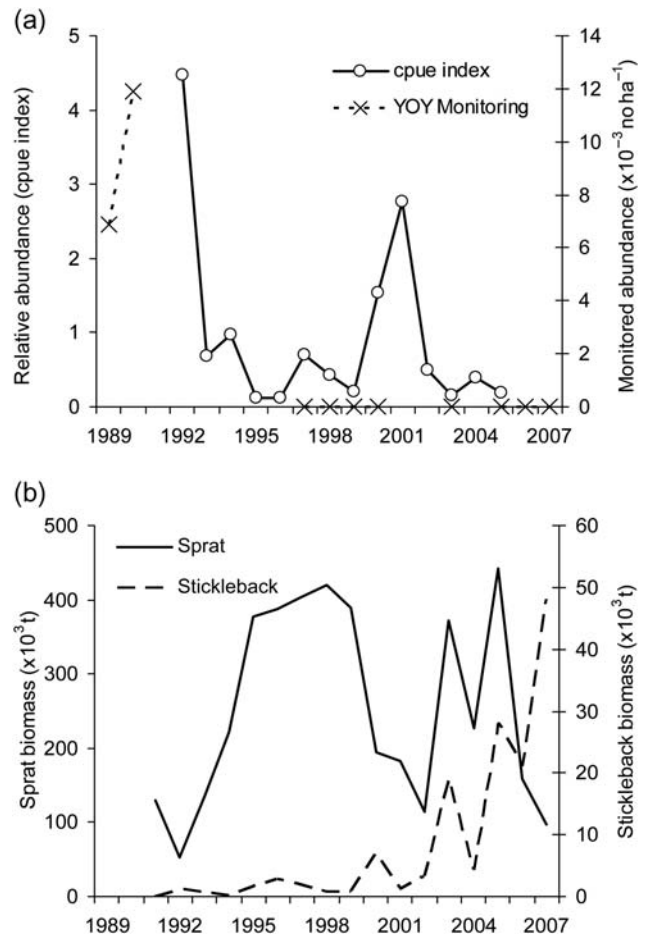 (a)
5
4
3
2
1
0
Relative abundance (cpue index)
14
12
10
8
6
4
2
0
Monitored abundance (x10⁻³ no ha⁻¹)
cpue index
YOY Monitoring
1989 1992 1995 1998 2001 2004 2007
(b)
500
400
300
200
100
0
Sprat biomass (x10³ t)
60
50
40
30
20
10
0
Stickleback biomass (x10³ t)
Sprat
Stickleback
1989 1992 1995 1998 2001 2004 2007